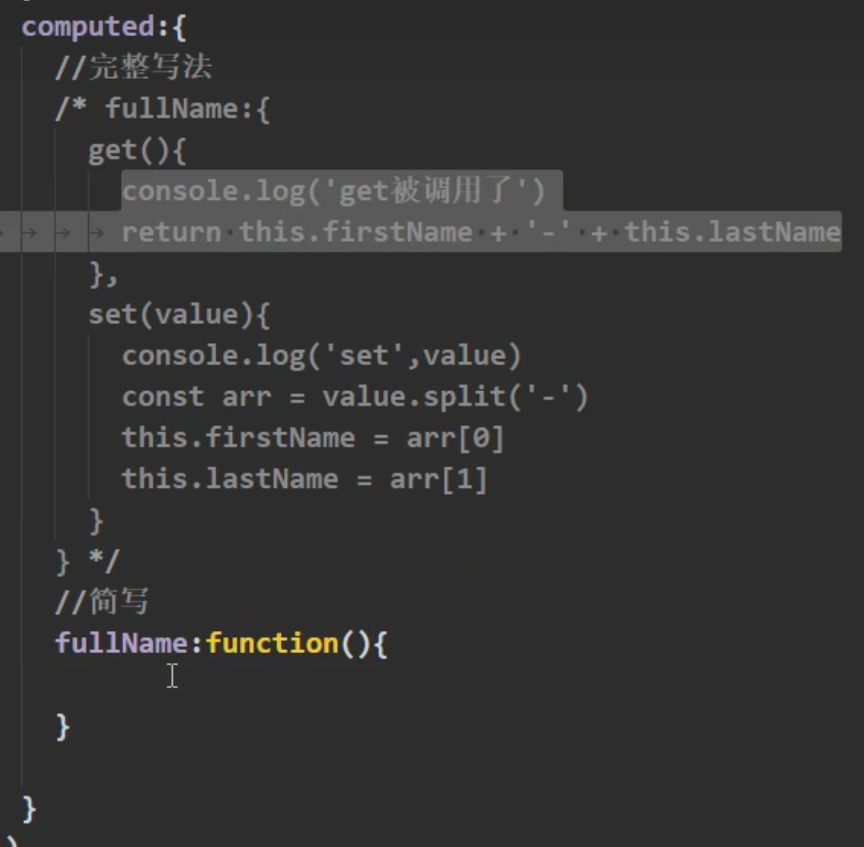 computed:{
//完整写法
/* fullName:{
get(){
console.log('get被调用了')
return this.firstName + '-' + this.lastName
},
set(value){
console.log('set',value)
const arr = value.split('-')
this.firstName = arr[0]
this.lastName = arr[1]
}
} */
//简写
fullName:function(){
}
}